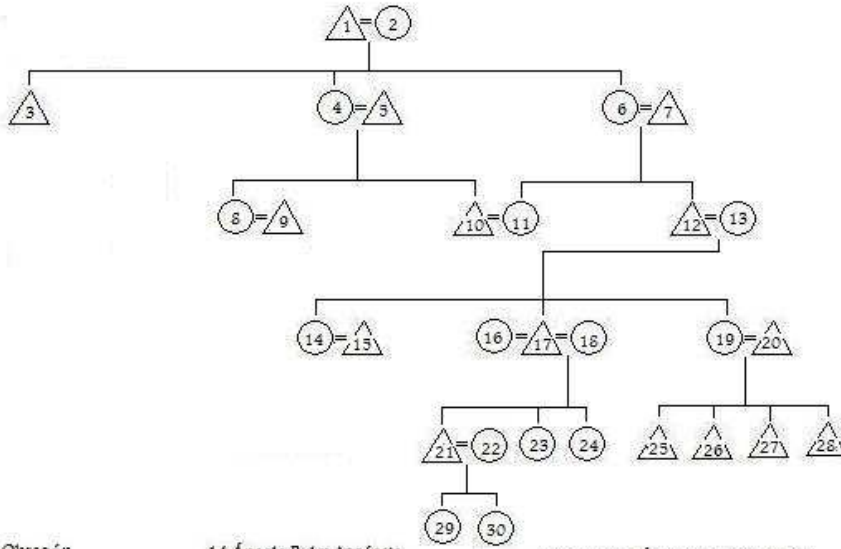 1 = 2
3 4 = 5 6 = 7
8 = 9 10 = 11 12 = 13
14 = 15 16 = 17 = 18 19 = 20
21 = 22 23 24 25 26 27 28
29 30